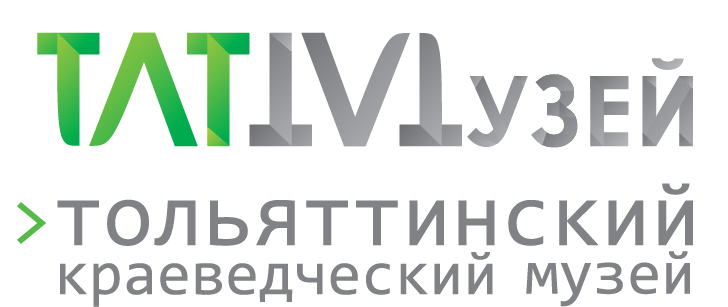 ТЛТМузей
> тольяттинский
краеведческий музей